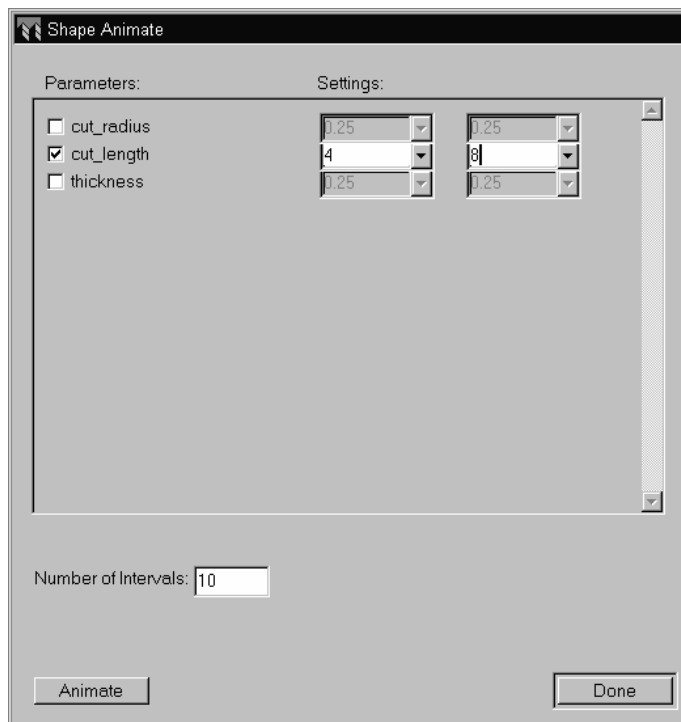 Shape Animate
Parameters: Settings:
cut_radius 0.25 0.25
cut_length 4 8
thickness 0.25 0.25
Number of Intervals: 10
Animate Done